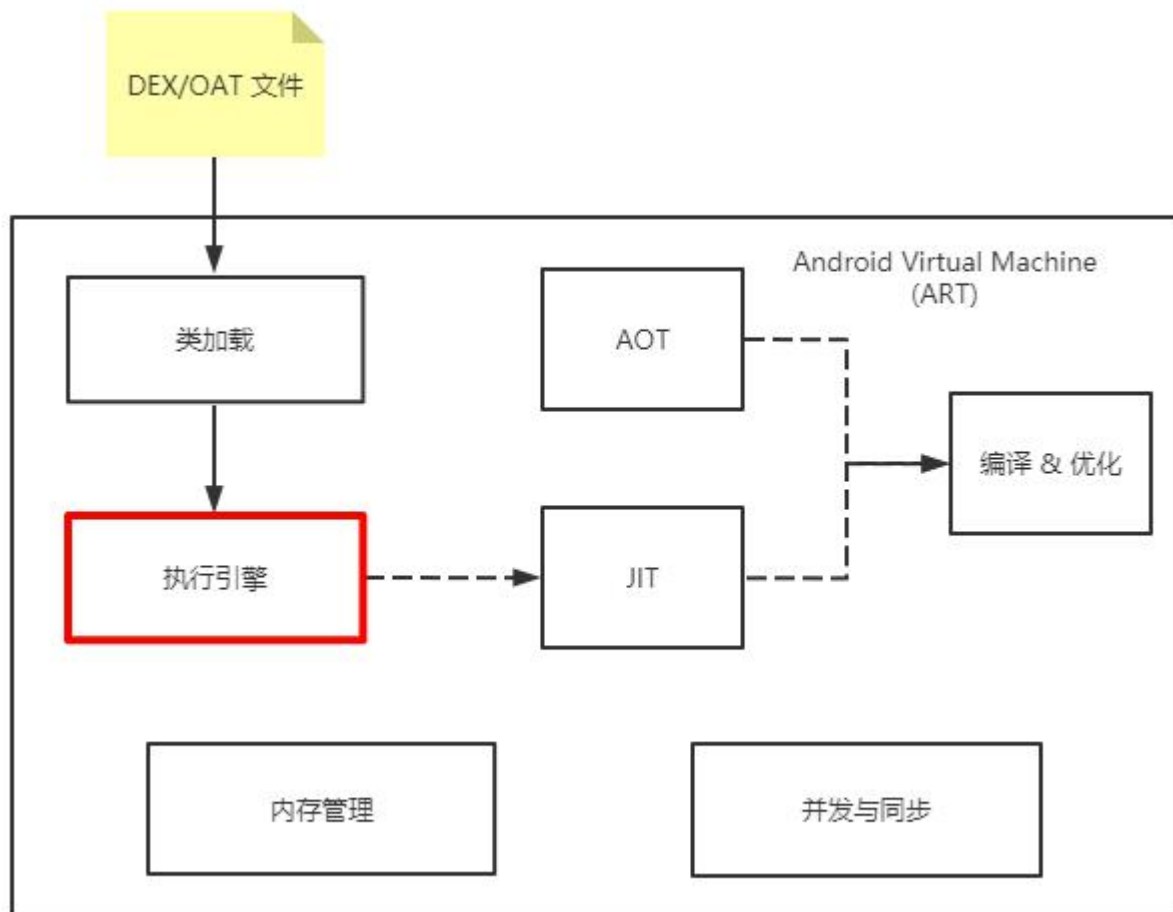 DEX/OAT 文件
Android Virtual Machine
(ART)
类加载
AOT
编译 & 优化
执行引擎
JIT
内存管理
并发与同步